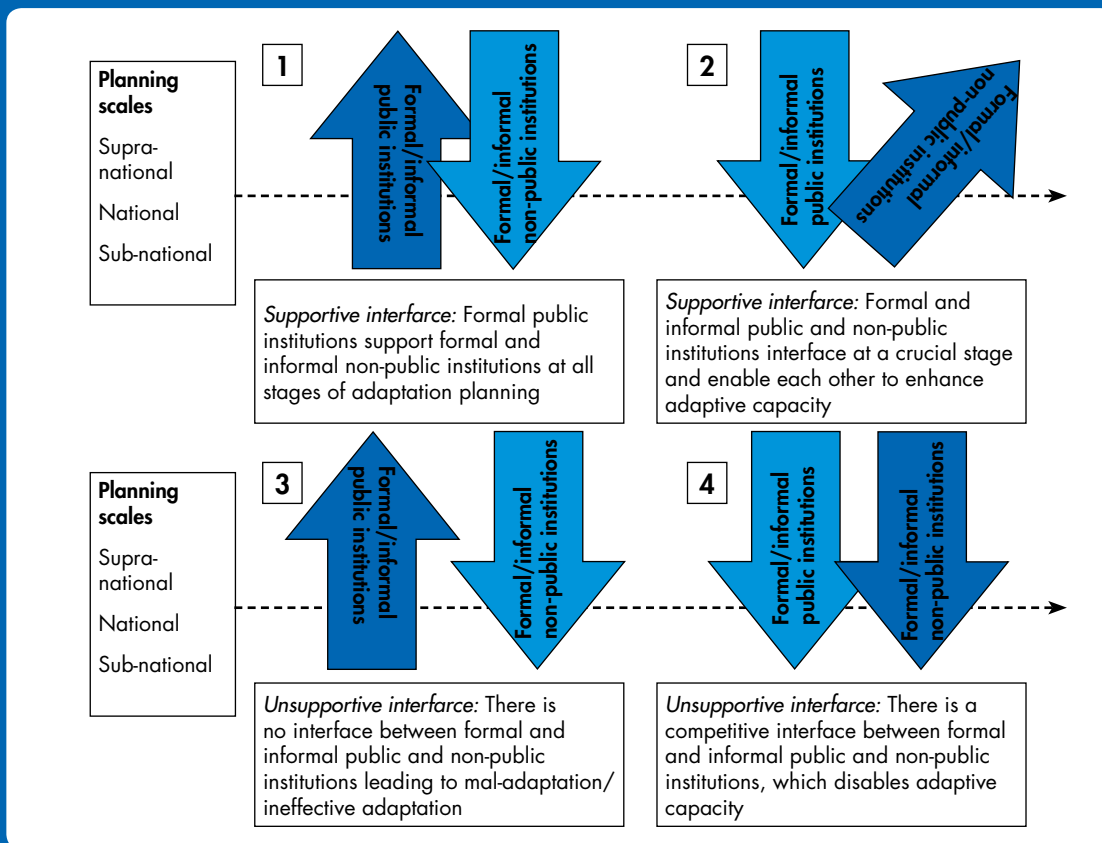 Planning
scales
Supra-
national
National
Sub-national
1
Formal/informal
public institutions
Formal/informal
non-public institutions
2
Formal/informal
public institutions
Formal/informal
non-public institutions
Supportive interfarce: Formal public
institutions support formal and
informal non-public institutions at all
stages of adaptation planning
Supportive interfarce: Formal and
informal public and non-public
institutions interface at a crucial stage
and enable each other to enhance
adaptive capacity
Planning
scales
Supra-
national
National
Sub-national
3
Formal/informal
public institutions
Formal/informal
non-public institutions
4
Formal/informal
public institutions
Formal/informal
non-public institutions
Unsupportive interfarce: There is
no interface between formal and
informal public and non-public
institutions leading to mal-adaptation/
ineffective adaptation
Unsupportive interfarce: There is a
competitive interface between formal
and informal public and non-public
institutions, which disables adaptive
capacity